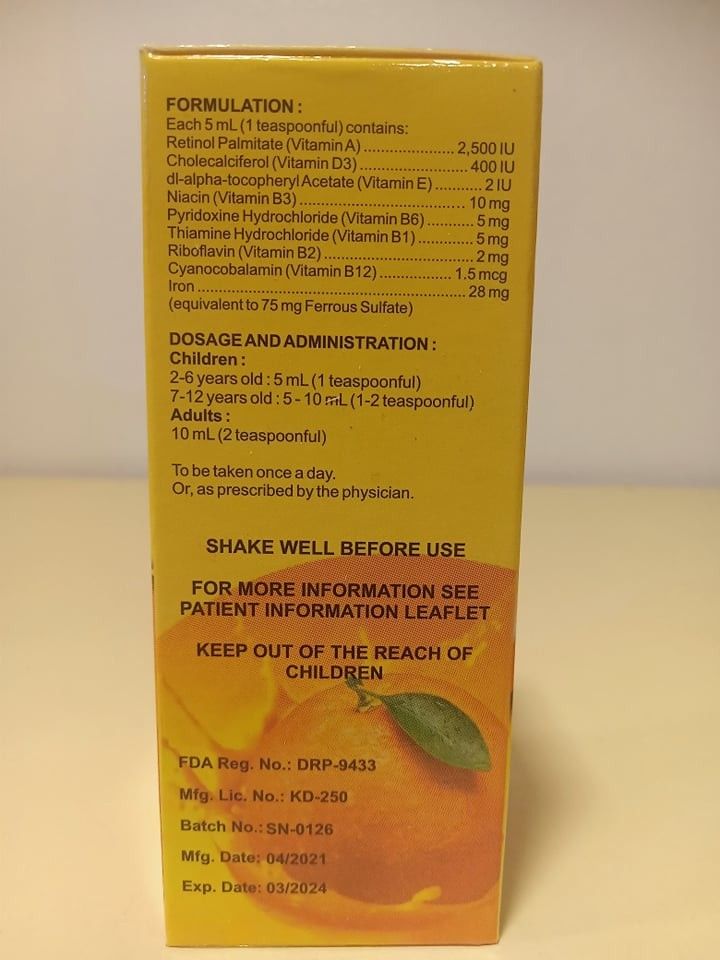 FORMULATION :
Each 5 mL (1 teaspoonful) contains:
Retinol Palmitate (Vitamin A) ........................ 2,500 IU
Cholecalciferol (Vitamin D3) ............................ 400 IU
dl-alpha-tocopheryl Acetate (Vitamin E) ............ 2 IU
Niacin (Vitamin B3) ........................................... 10 mg
Pyridoxine Hydrochloride (Vitamin B6) ............ 5 mg
Thiamine Hydrochloride (Vitamin B1) .............. 5 mg
Riboflavin (Vitamin B2) ...................................... 2 mg
Cyanocobalamin (Vitamin B12) .................. 1.5 mcg
Iron ...................................................................... 28 mg
(equivalent to 75 mg Ferrous Sulfate)
DOSAGE AND ADMINISTRATION :
Children :
2-6 years old : 5 mL (1 teaspoonful)
7-12 years old : 5 - 10 mL (1-2 teaspoonful)
Adults :
10 mL (2 teaspoonful)
To be taken once a day.
Or, as prescribed by the physician.
SHAKE WELL BEFORE USE
FOR MORE INFORMATION SEE
PATIENT INFORMATION LEAFLET
KEEP OUT OF THE REACH OF
CHILDREN
FDA Reg. No.: DRP-9433
Mfg. Lic. No.: KD-250
Batch No.: SN-0126
Mfg. Date: 04/2021
Exp. Date: 03/2024